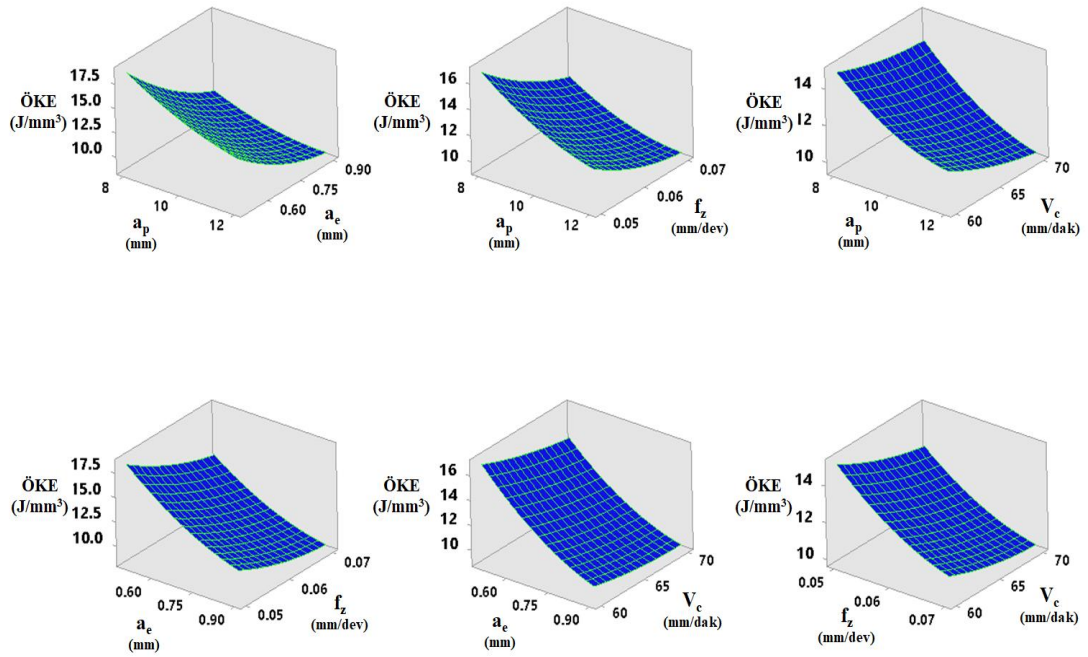 17.5
15.0
12.5
10.0
ÖKE
(J/mm³)
8
10
12
a_p
(mm)
0.60
0.75
0.90
a_e
(mm)
16
14
12
10
ÖKE
(J/mm³)
8
10
12
a_p
(mm)
0.05
0.06
0.07
f_z
(mm/dev)
14
12
10
ÖKE
(J/mm³)
8
10
12
a_p
(mm)
60
65
70
V_c
(mm/dak)
17.5
15.0
12.5
10.0
ÖKE
(J/mm³)
0.60
0.75
0.90
a_e
(mm)
0.05
0.06
0.07
f_z
(mm/dev)
16
14
12
10
ÖKE
(J/mm³)
0.60
0.75
0.90
a_e
(mm)
60
65
70
V_c
(mm/dak)
14
12
10
ÖKE
(J/mm³)
0.05
0.06
0.07
f_z
(mm/dev)
60
65
70
V_c
(mm/dak)